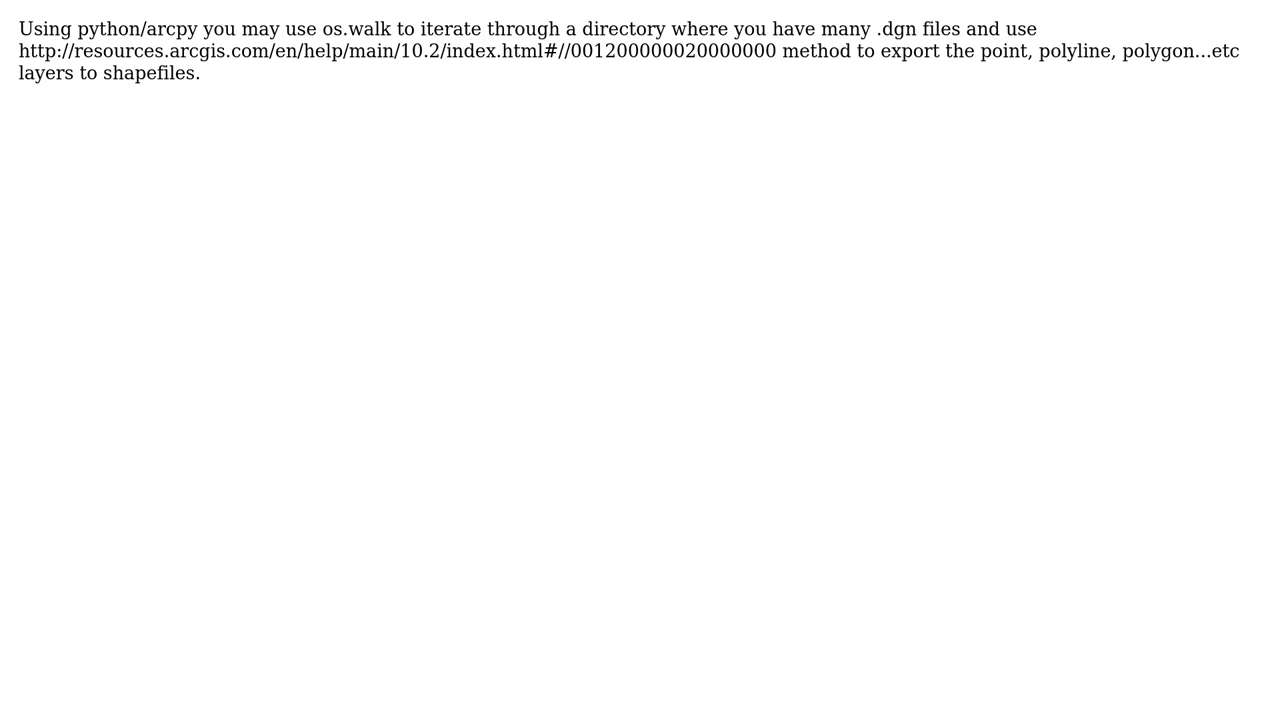 Using python/arcpy you may use os.walk to iterate through a directory where you have many .dgn files and use
http://resources.arcgis.com/en/help/main/10.2/index.html#//001200000020000000 method to export the point, polyline, polygon...etc
layers to shapefiles.